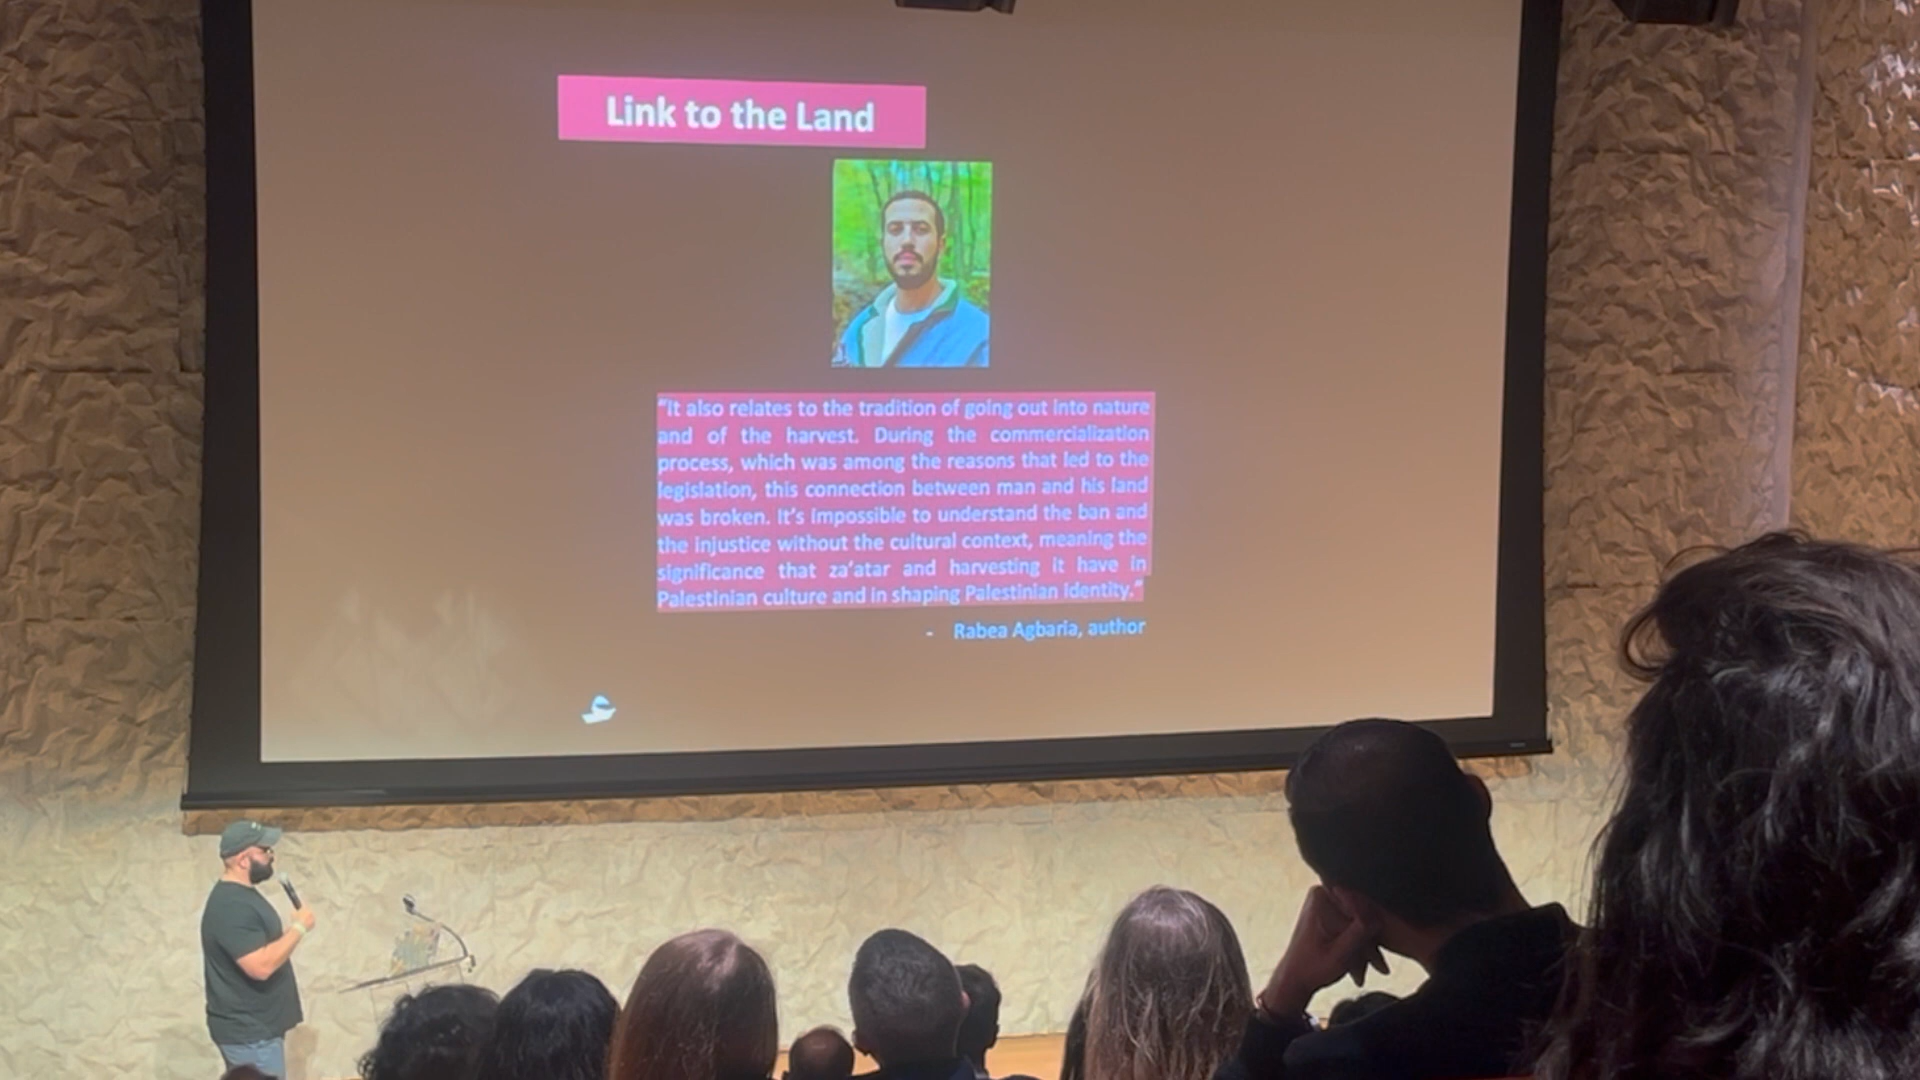 Link to the Land
“It also relates to the tradition of going out into nature
and of the harvest. During the commercialization
process, which was among the reasons that led to the
legislation, this connection between man and his land
was broken. It’s impossible to understand the ban and
the injustice without the cultural context, meaning the
significance that za’atar and harvesting it have in
Palestinian culture and in shaping Palestinian identity.”
- Rabea Agbaria, author